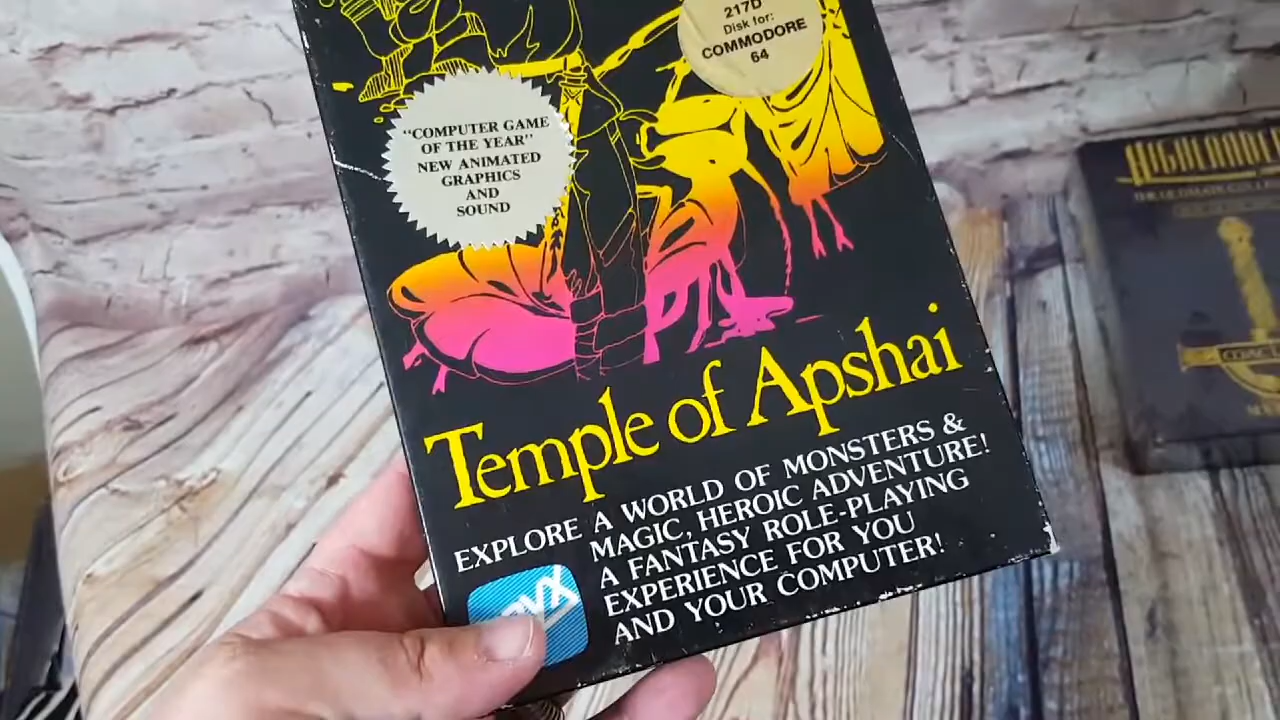 217D
Disk for:
COMMODORE
64
"COMPUTER GAME
OF THE YEAR"
NEW ANIMATED
GRAPHICS
AND
SOUND
Temple of Apshai
EXPLORE A WORLD OF MONSTERS &
MAGIC, HEROIC ADVENTURE!
A FANTASY ROLE-PLAYING
EXPERIENCE FOR YOU
AND YOUR COMPUTER!